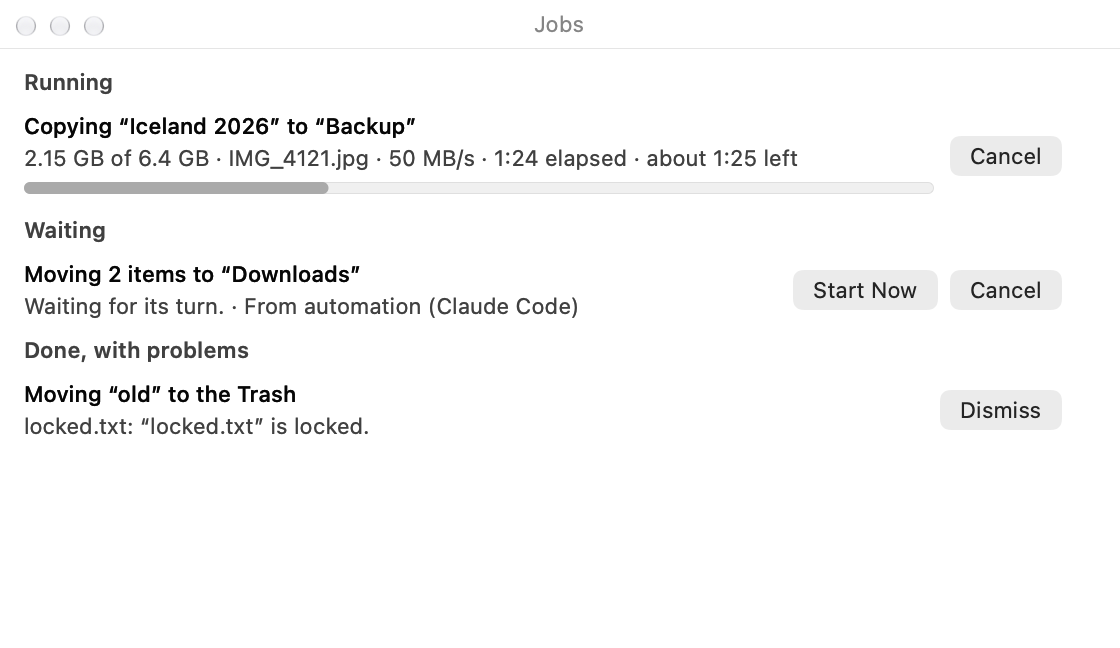 Jobs
Running
Copying “Iceland 2026” to “Backup”
2.15 GB of 6.4 GB · IMG_4121.jpg · 50 MB/s · 1:24 elapsed · about 1:25 left
Cancel
Waiting
Moving 2 items to “Downloads”
Waiting for its turn. · From automation (Claude Code)
Start Now
Cancel
Done, with problems
Moving “old” to the Trash
locked.txt: “locked.txt” is locked.
Dismiss